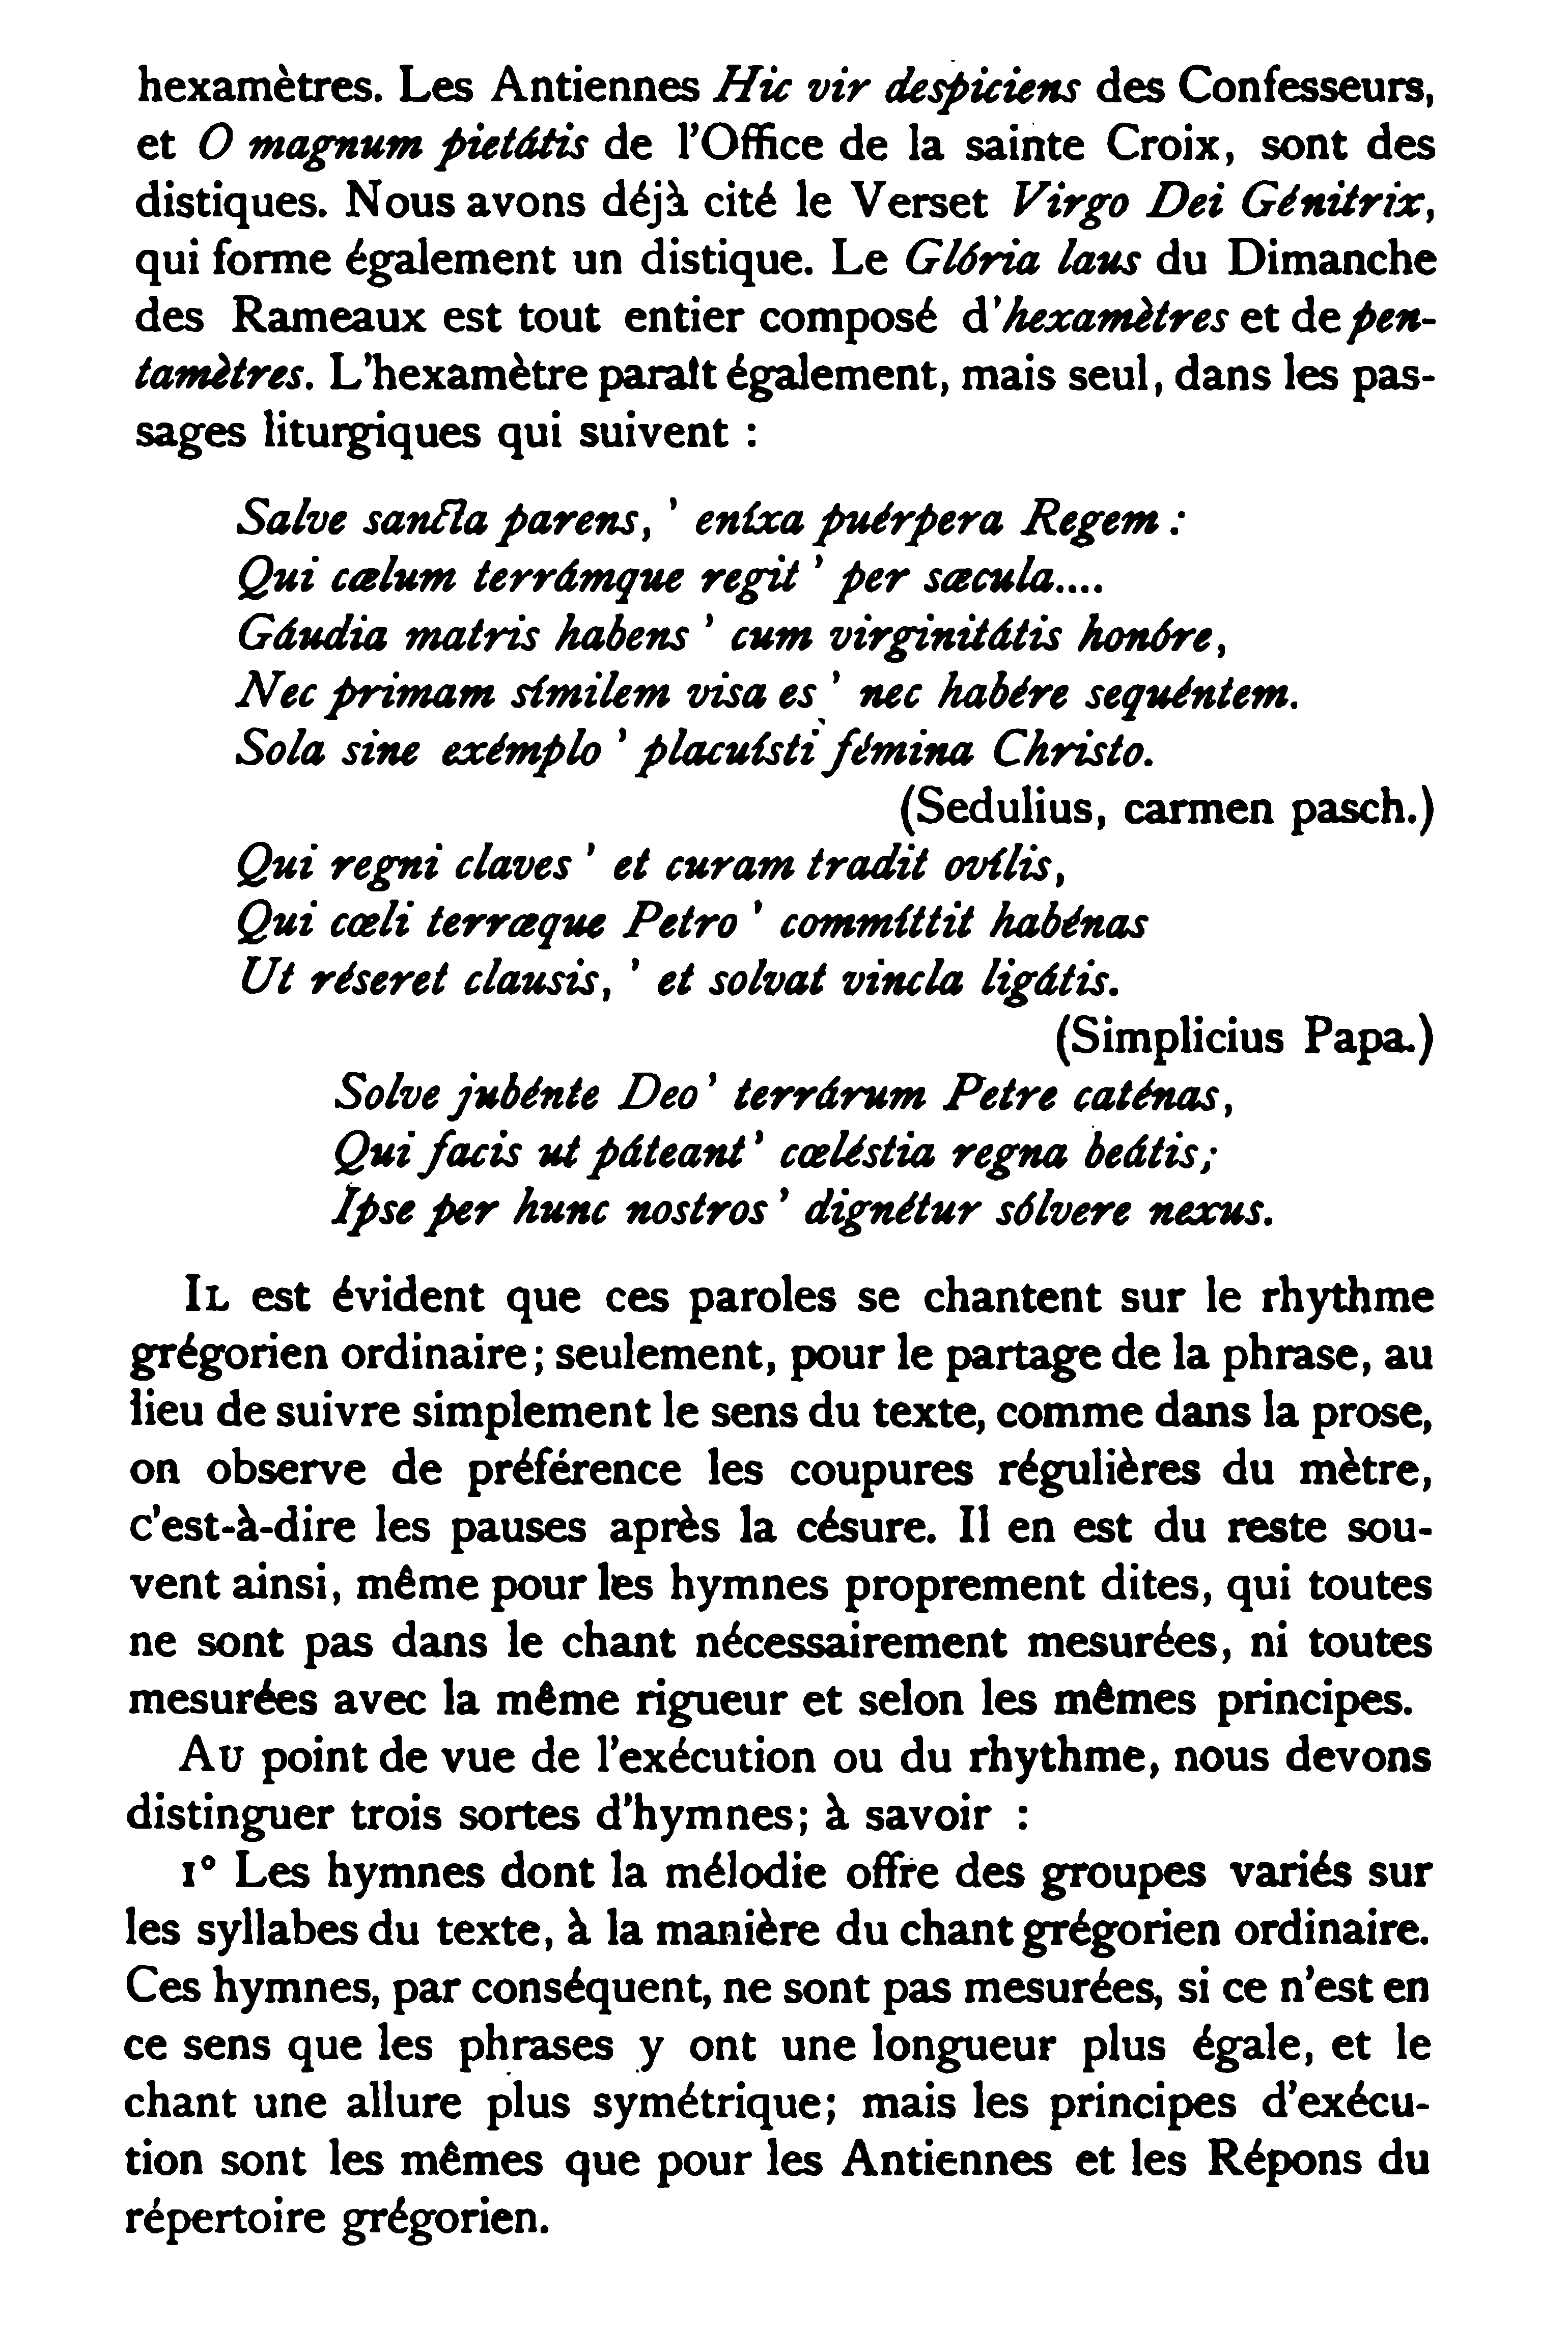 hexamètres. Les Antiennes Hic vir despiciens des Confesseurs,
et O magnum pietátis de l'Office de la sainte Croix, sont des
distiques. Nous avons déjà cité le Verset Virgo Dei Génitrix,
qui forme également un distique. Le Glória laus du Dimanche
des Rameaux est tout entier composé d'hexamètres et de pen-
tamètres. L'hexamètre paraît également, mais seul, dans les pas-
sages liturgiques qui suivent :
Salve sancta parens, ' eníxa puérpera Regem :
Qui cælum terrámque regit ' per sæcula....
Gáudia matris habens ' cum virginitátis honóre,
Nec primam símilem visa es ' nec habére sequéntem.
Sola sine exémplo ' placuísti fémina Christo.
(Sedulius, carmen pasch.)
Qui regni claves ' et curam tradit ovílis,
Qui cœli terræque Petro ' commíttit habénas
Ut réseret clausis, ' et solvat vincla ligátis.
(Simplicius Papa.)
Solve jubénte Deo ' terrárum Petre caténas,
Qui facis ut páteant ' cœléstia regna beátis;
Ipse per hunc nostros ' dignétur sólvere nexus.
IL est évident que ces paroles se chantent sur le rhythme
grégorien ordinaire; seulement, pour le partage de la phrase, au
lieu de suivre simplement le sens du texte, comme dans la prose,
on observe de préférence les coupures régulières du mètre,
c'est-à-dire les pauses après la césure. Il en est du reste sou-
vent ainsi, même pour les hymnes proprement dites, qui toutes
ne sont pas dans le chant nécessairement mesurées, ni toutes
mesurées avec la même rigueur et selon les mêmes principes.
AU point de vue de l'exécution ou du rhythme, nous devons
distinguer trois sortes d'hymnes; à savoir :
1° Les hymnes dont la mélodie offre des groupes variés sur
les syllabes du texte, à la manière du chant grégorien ordinaire.
Ces hymnes, par conséquent, ne sont pas mesurées, si ce n'est en
ce sens que les phrases y ont une longueur plus égale, et le
chant une allure plus symétrique; mais les principes d'exécu-
tion sont les mêmes que pour les Antiennes et les Répons du
répertoire grégorien.